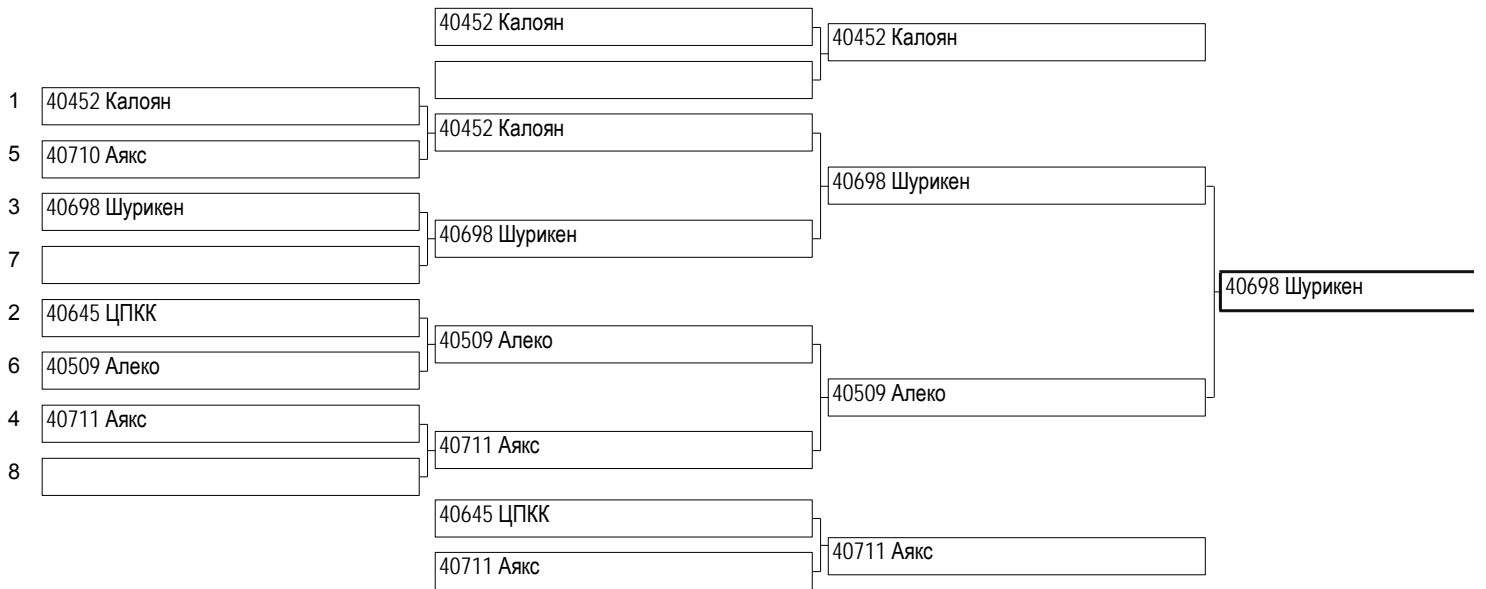 40452 Калоян
40452 Калоян
1 40452 Калоян
40452 Калоян
5 40710 Аякс
40698 Шурикен
3 40698 Шурикен
40698 Шурикен
7
40698 Шурикен
2 40645 ЦПКК
40509 Алеко
6 40509 Алеко
40509 Алеко
4 40711 Аякс
40711 Аякс
8
40645 ЦПКК
40711 Аякс
40711 Аякс